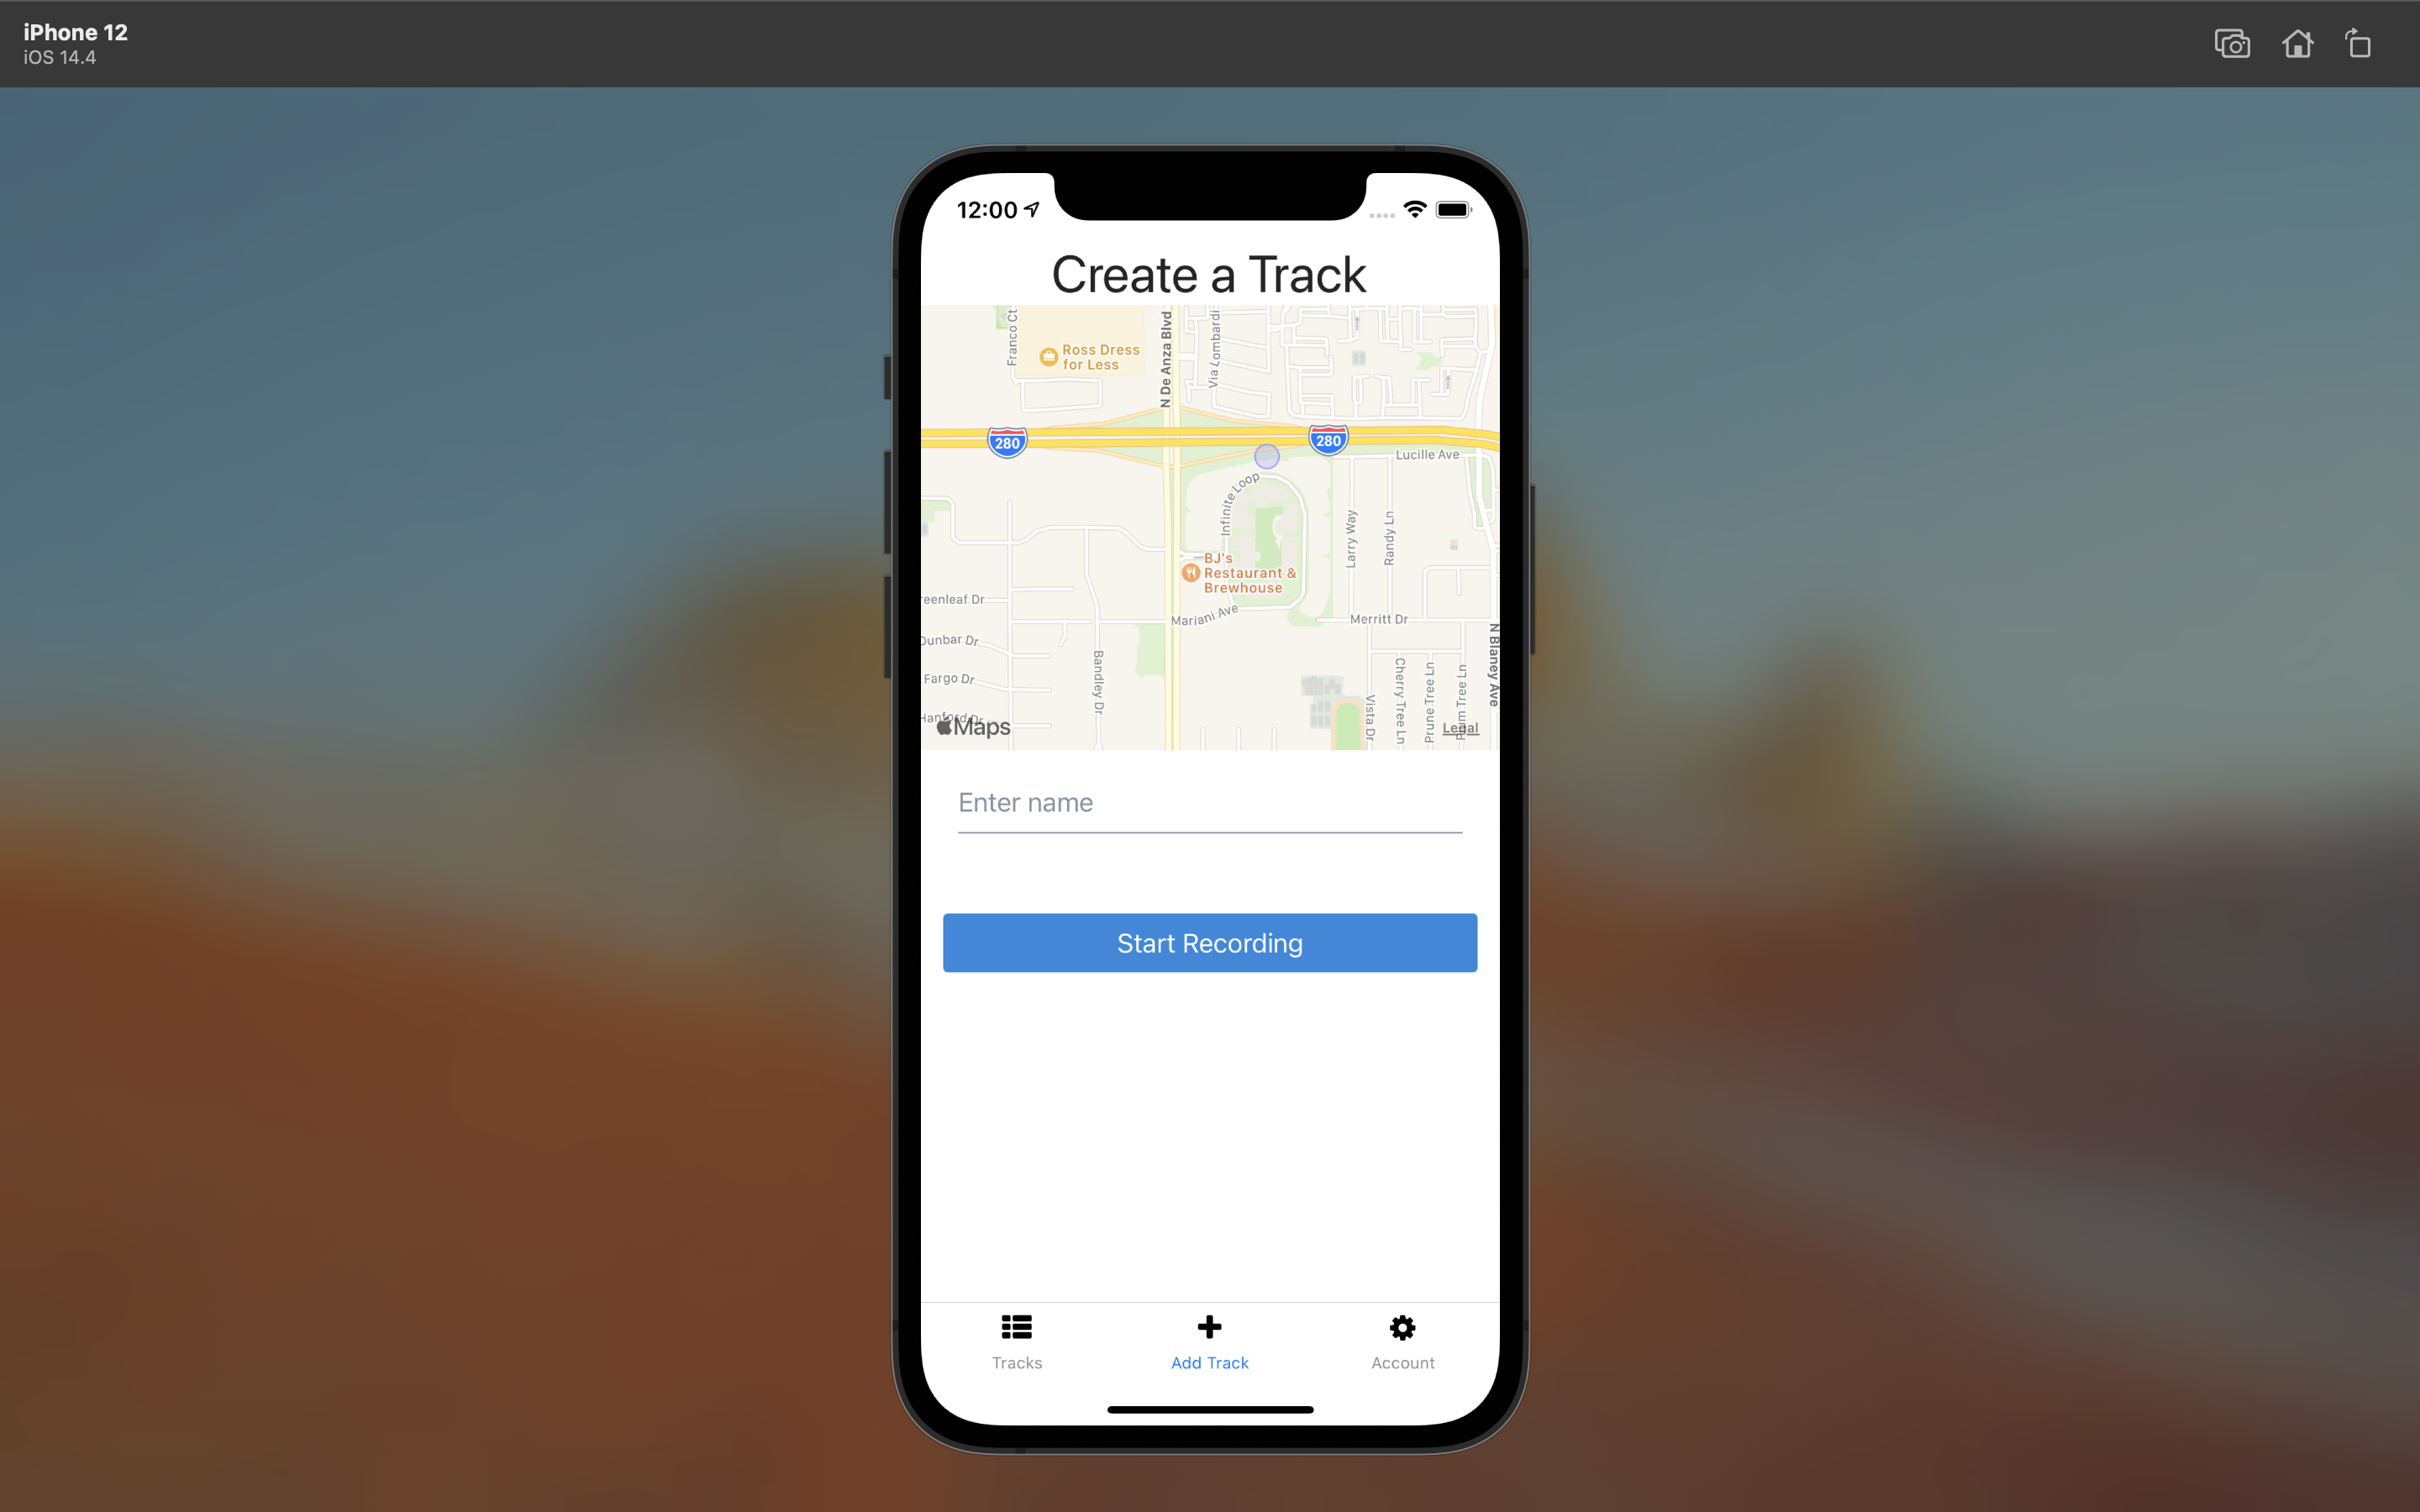 iPhone 12
iOS 14.4
12:00
Create a Track
Franco Ct
Ross Dress
for Less
N De Anza Blvd
Via Lombardi
280
280
Lucille Ave
Infinite Loop
Larry Way
Randy Ln
BJ's
Restaurant &
Brewhouse
eenleaf Dr
Mariani Ave
Merritt Dr
Dunbar Dr
Bandley Dr
Fargo Dr
Hanford Dr
Vista Dr
Cherry Tree Ln
Prune Tree Ln
Plum Tree Ln
N Blaney Ave
Maps
Legal
Enter name
Start Recording
Tracks
Add Track
Account